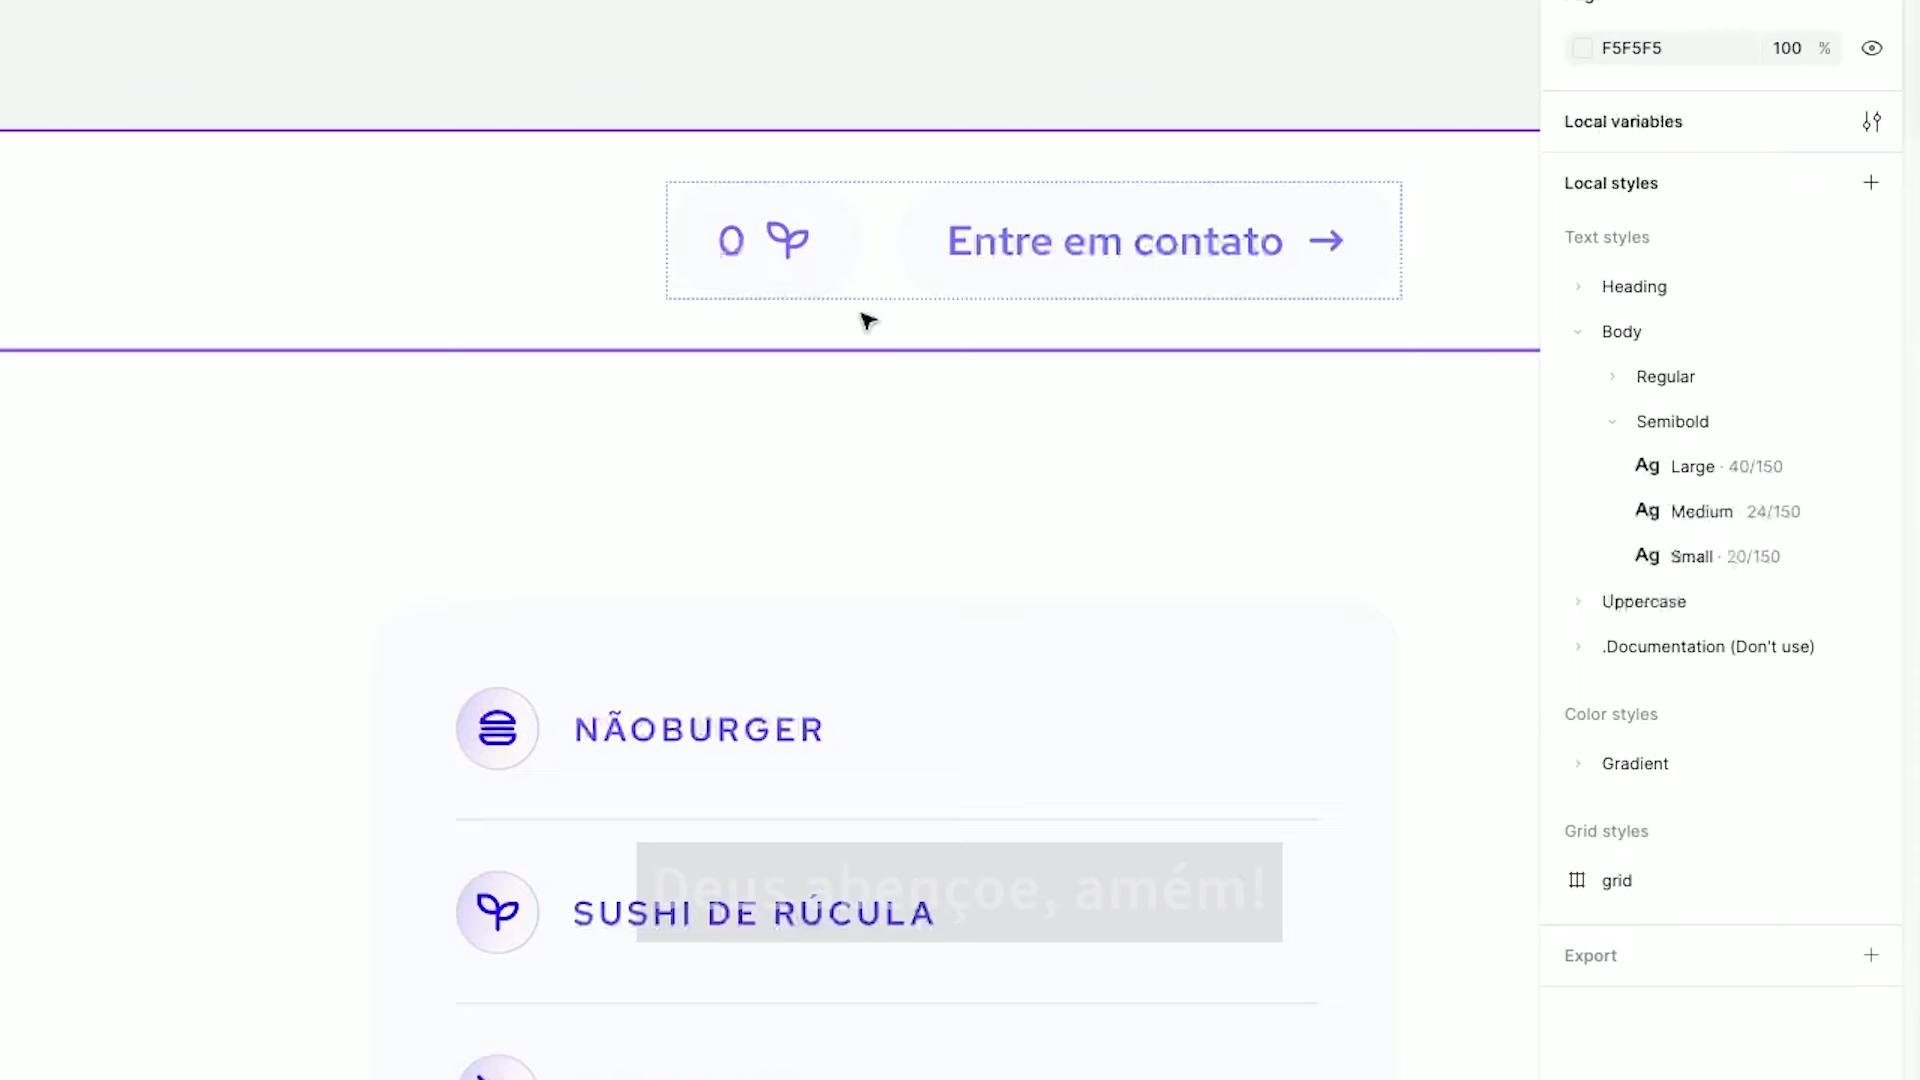 F5F5F5 100 %
Local variables
Local styles
Text styles
Heading
Body
Regular
Semibold
Ag Large · 40/150
Ag Medium · 24/150
Ag Small · 20/150
Uppercase
.Documentation (Don't use)
Color styles
Gradient
Grid styles
grid
Export
0
Entre em contato →
NÃOBURGER
SUSHI DE RÚCULA
Deus abençoe, amém!